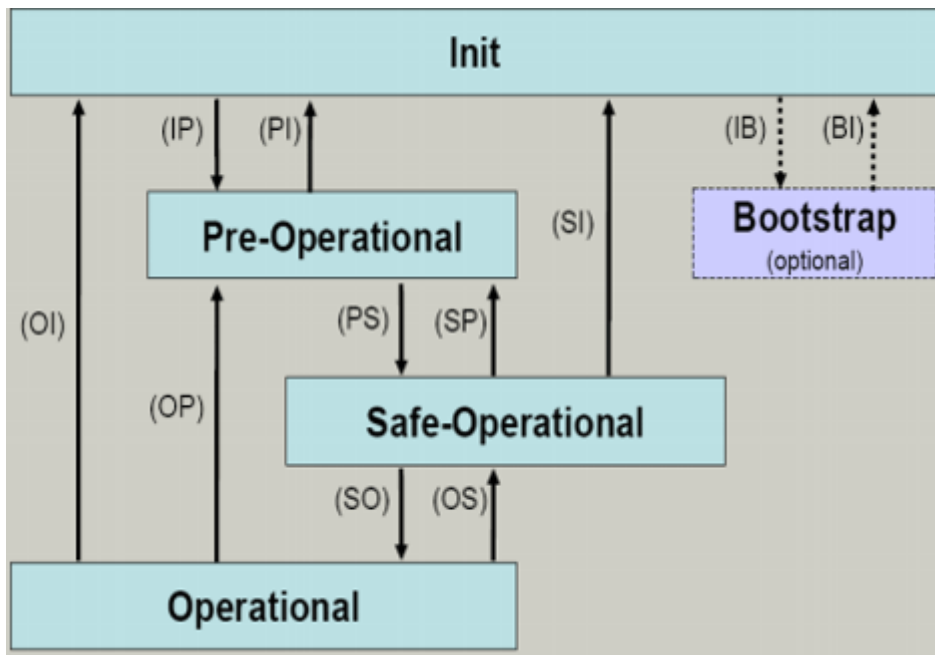 Init
(IP)
(PI)
(IB)
(BI)
Pre-Operational
(SI)
Bootstrap
(optional)
(OI)
(PS)
(SP)
(OP)
Safe-Operational
(SO)
(OS)
Operational